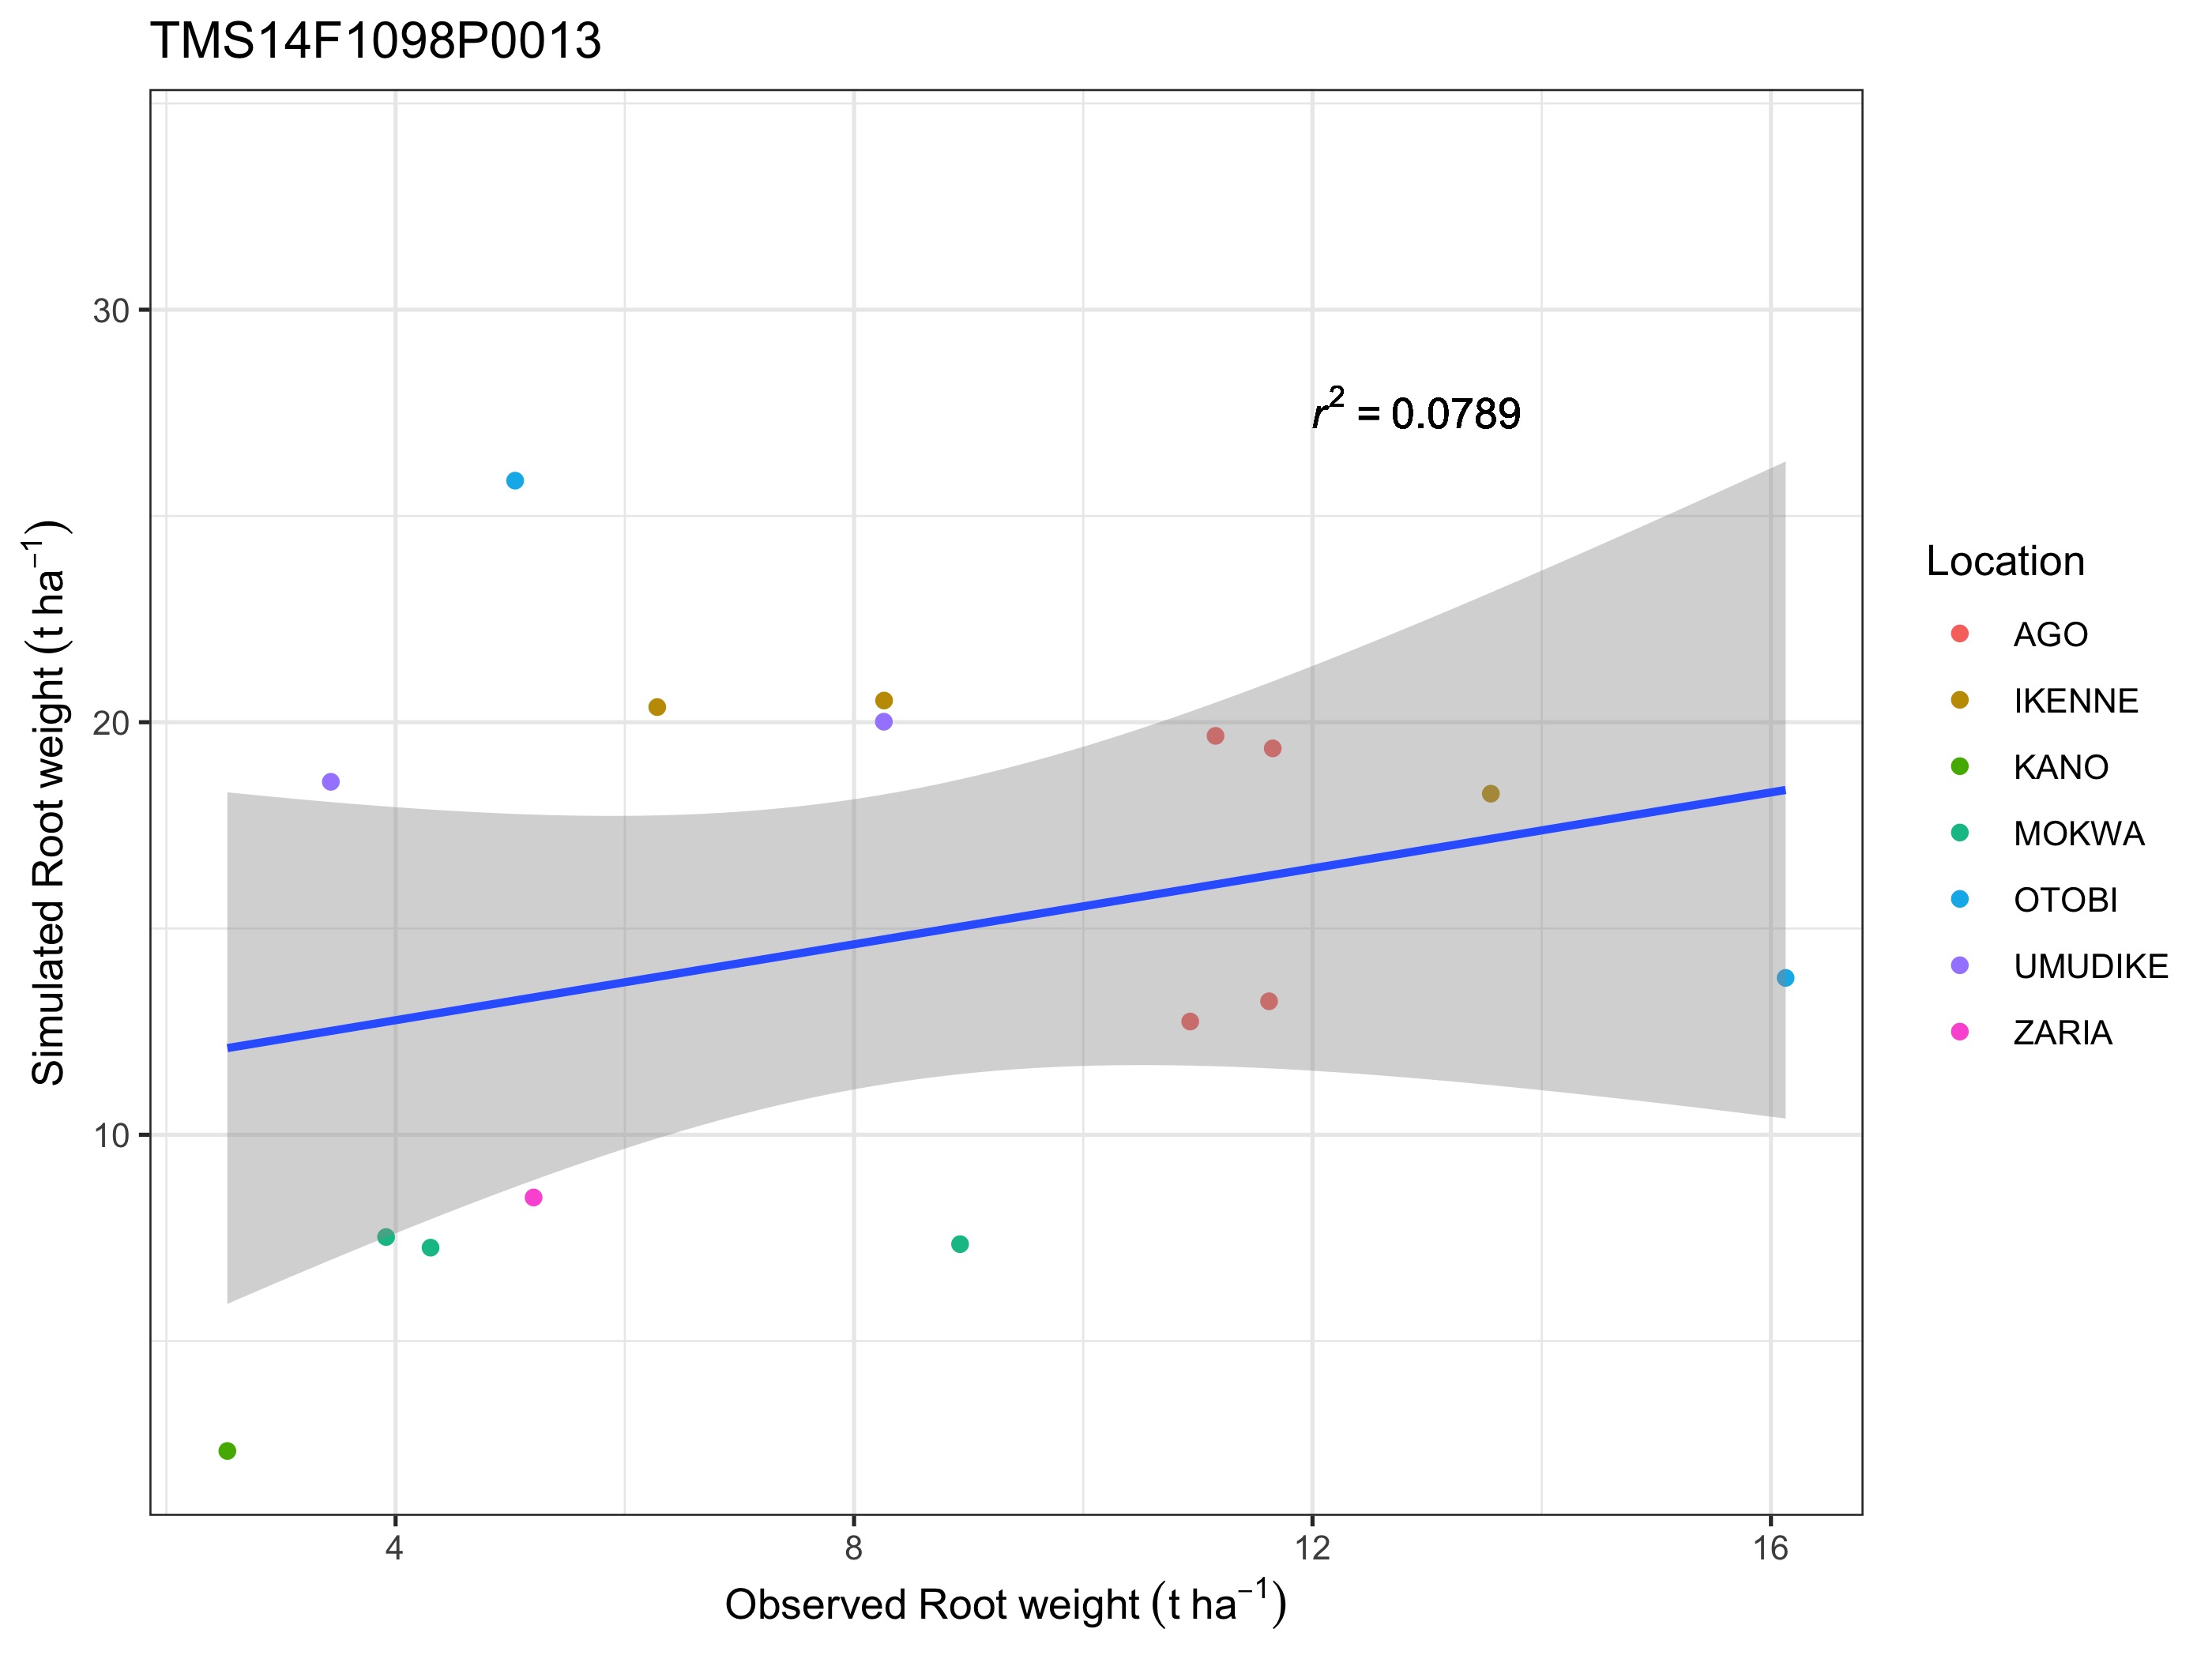 TMS14F1098P0013
30
20
10
Simulated Root weight (t ha⁻¹)
r² = 0.0789
4 8 12 16
Observed Root weight (t ha⁻¹)
Location
AGO
IKENNE
KANO
MOKWA
OTOBI
UMUDIKE
ZARIA